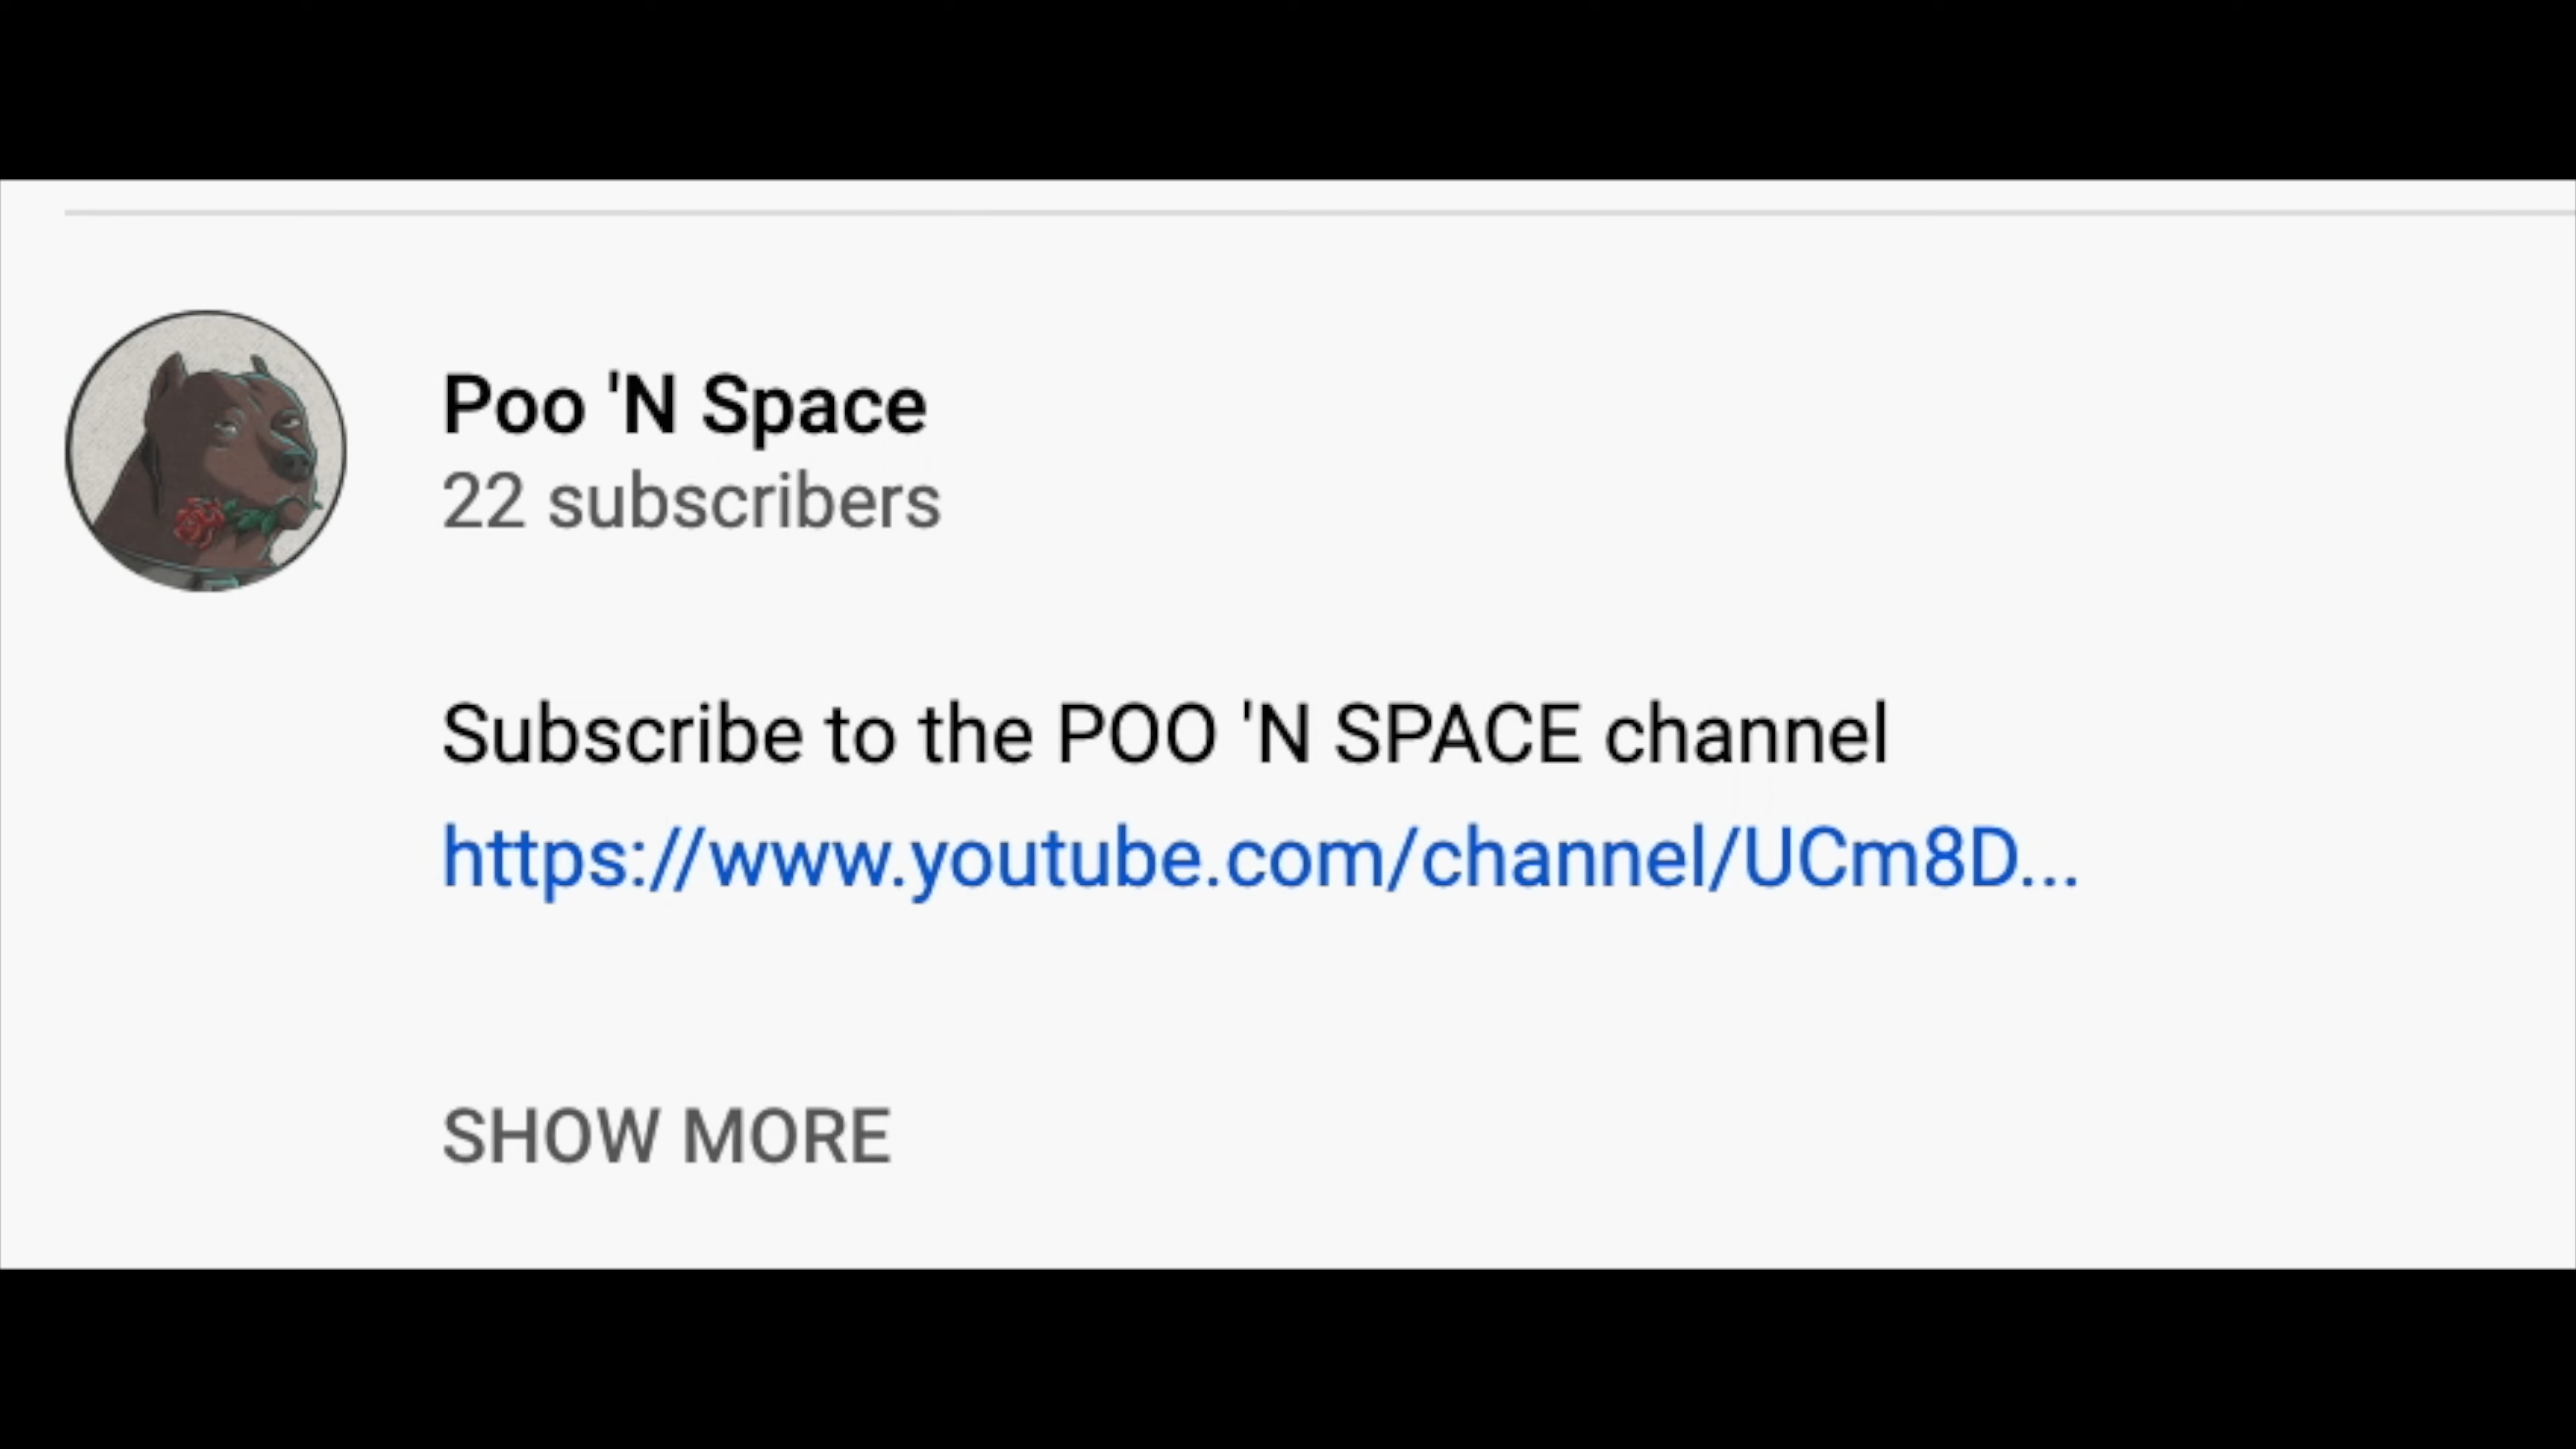 Poo 'N Space
22 subscribers
Subscribe to the POO 'N SPACE channel
https://www.youtube.com/channel/UCm8D...
SHOW MORE